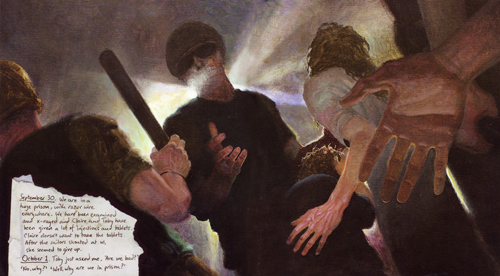 September 30. We are in a
huge prison, with razor wire
everywhere. We have been examined
and x-rayed and Claire and Toby have
been given a lot of injections and tablets.
Claire doesn't want to take the tablets.
After the sailors shouted at us,
she seemed to give up.
October 1. Toby just asked me, "Are we bad?"
"No, why?" "Well, why are we in prison?"